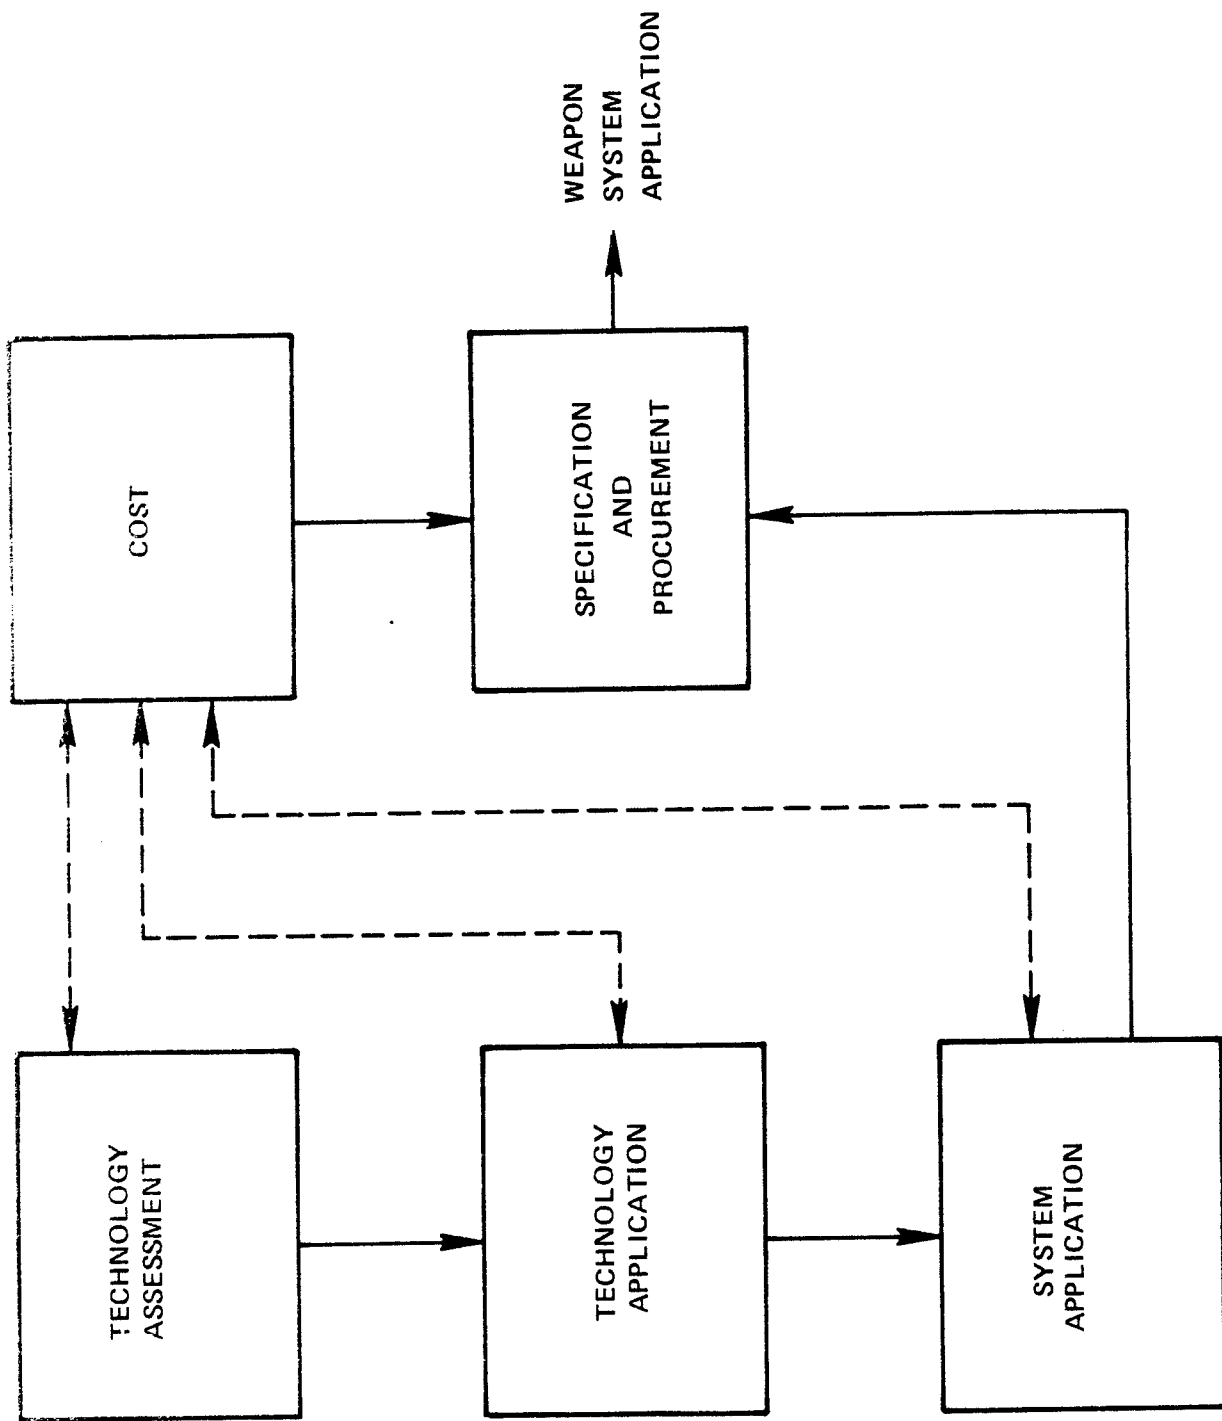 TECHNOLOGY
ASSESSMENT
TECHNOLOGY
APPLICATION
SYSTEM
APPLICATION
COST
SPECIFICATION
AND
PROCUREMENT
WEAPON
SYSTEM
APPLICATION